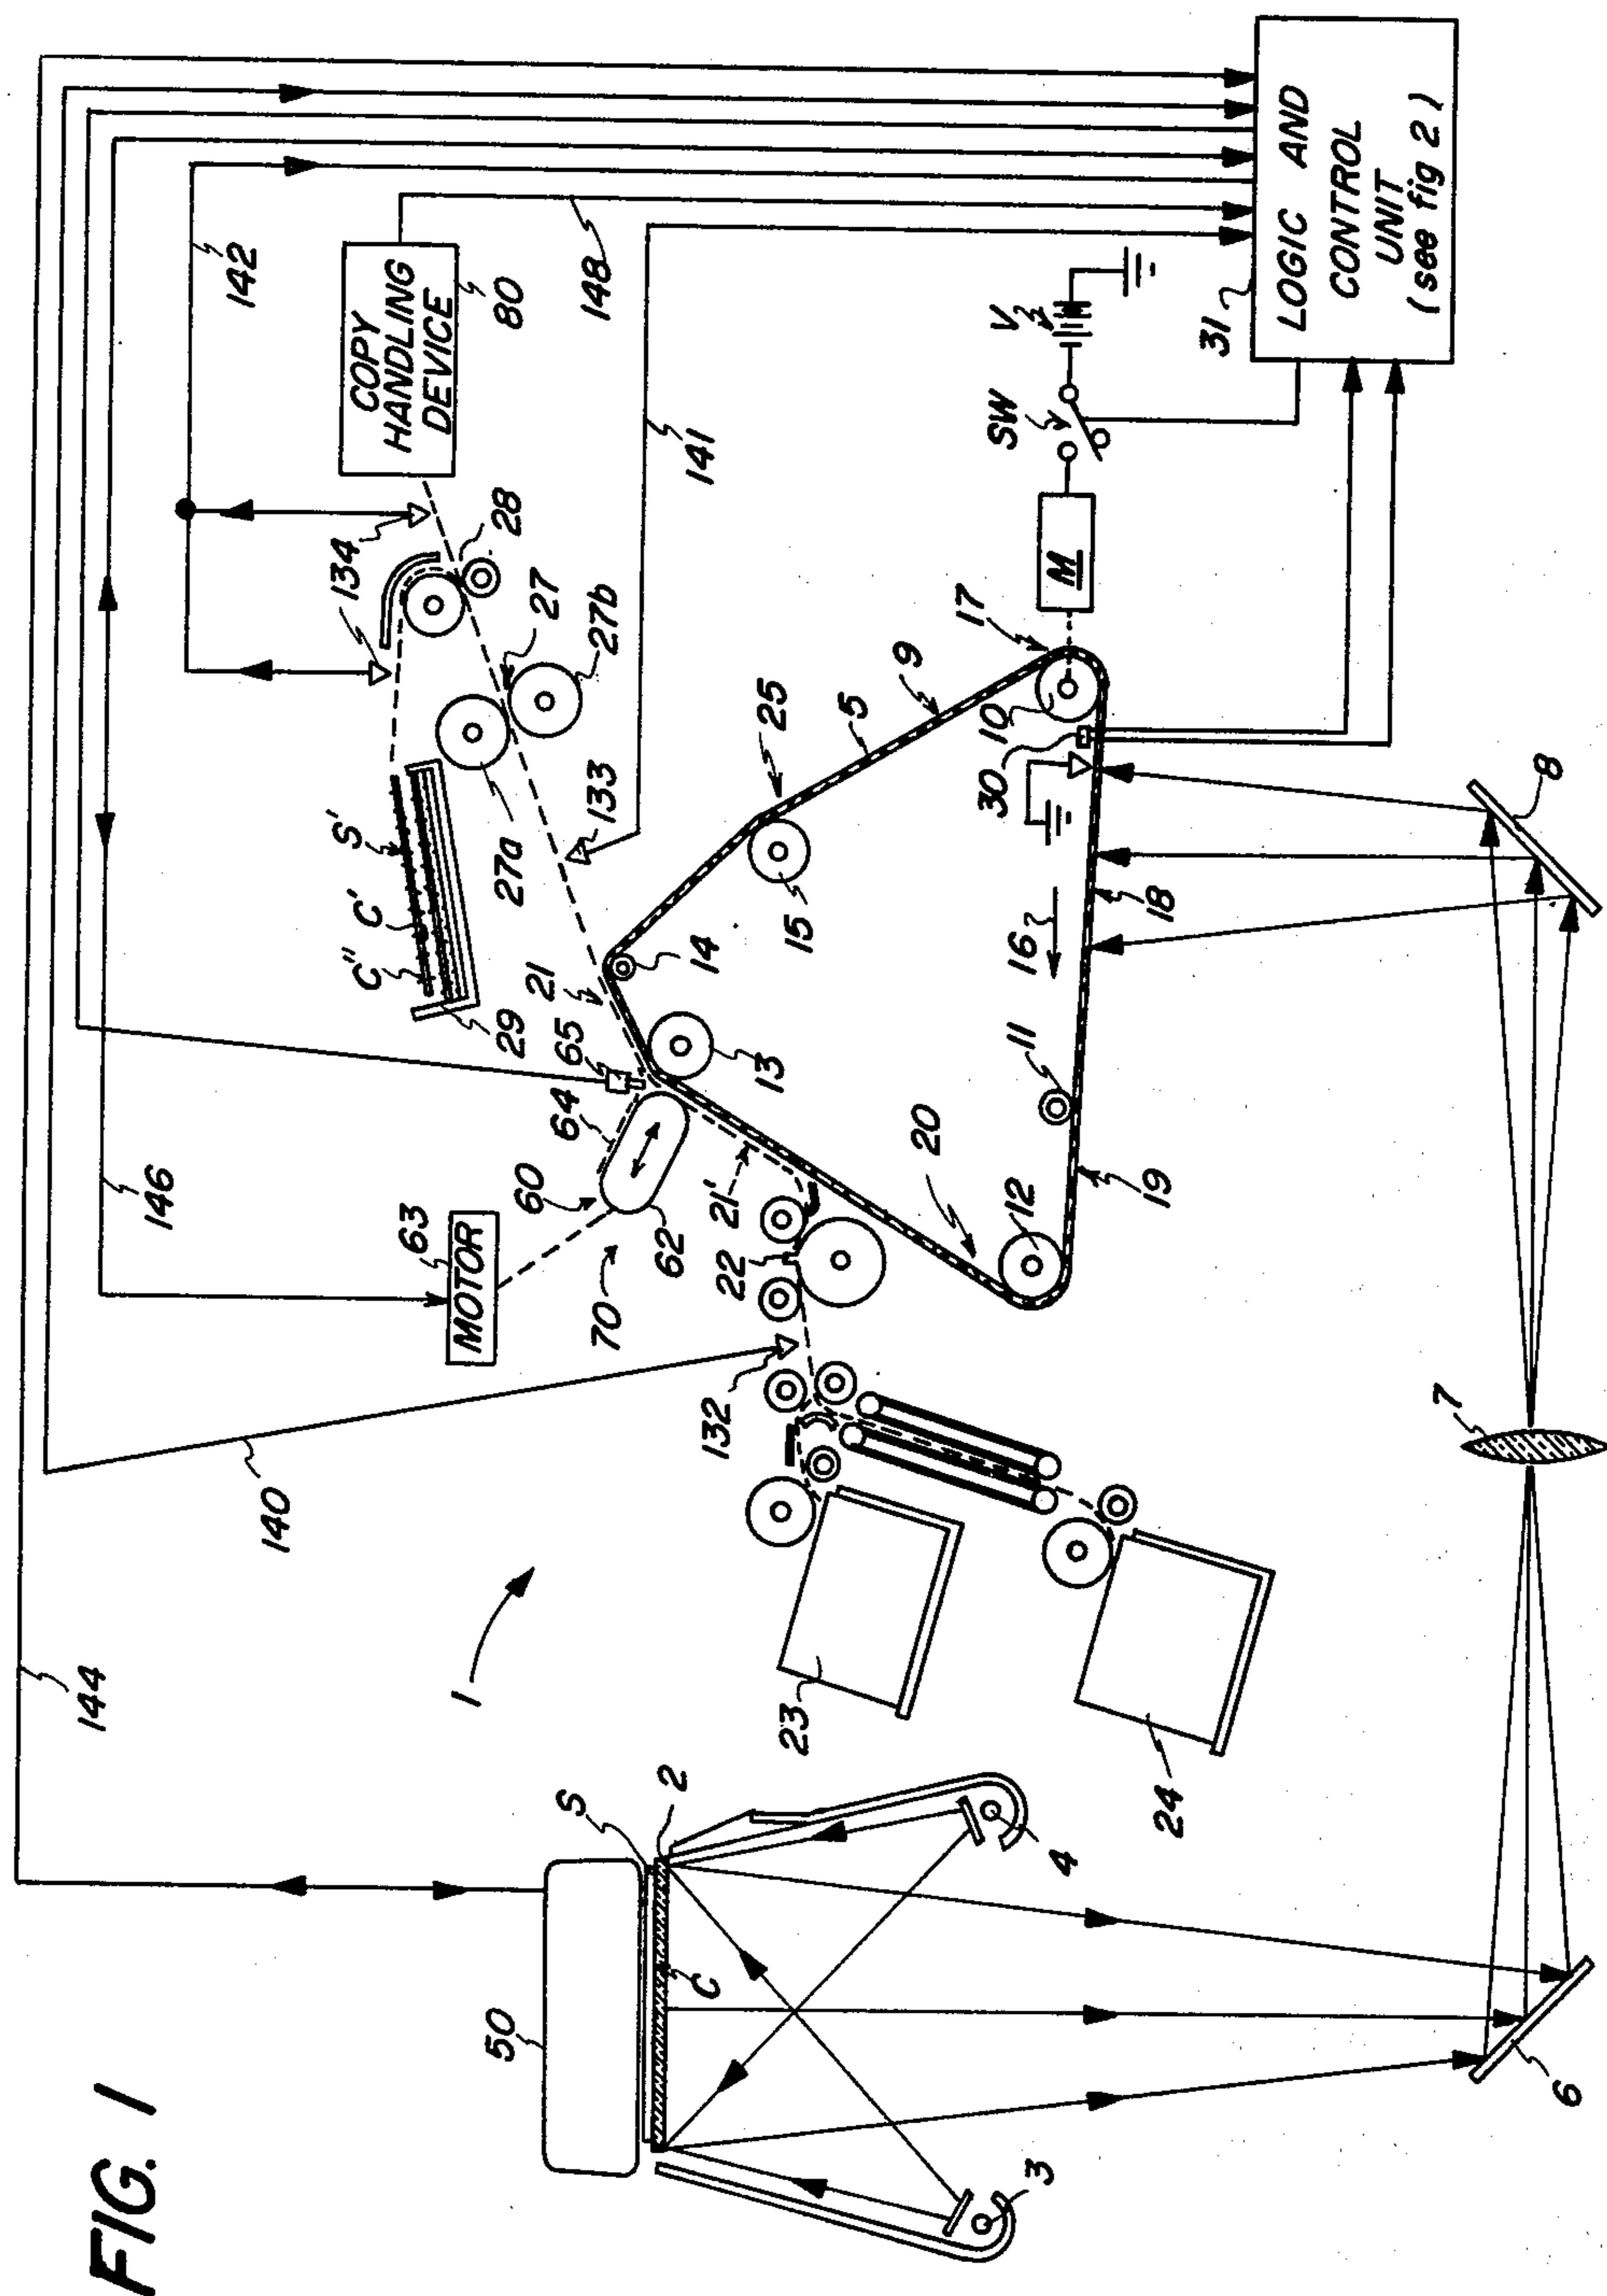 FIG. 1
144
140
146
142
148
141
COPY
HANDLING
DEVICE
80
LOGIC AND
CONTROL
UNIT
(see fig 2)
31
MOTOR
63
50
S
2
C
3
4
1
23
24
132
22
70
60
62
64
65
21'
21
29
C"
C'
S'
27a
27b
27
28
134
133
13
14
15
25
5
9
17
10
30
M
SW
V
16
18
11
19
12
20
6
7
8